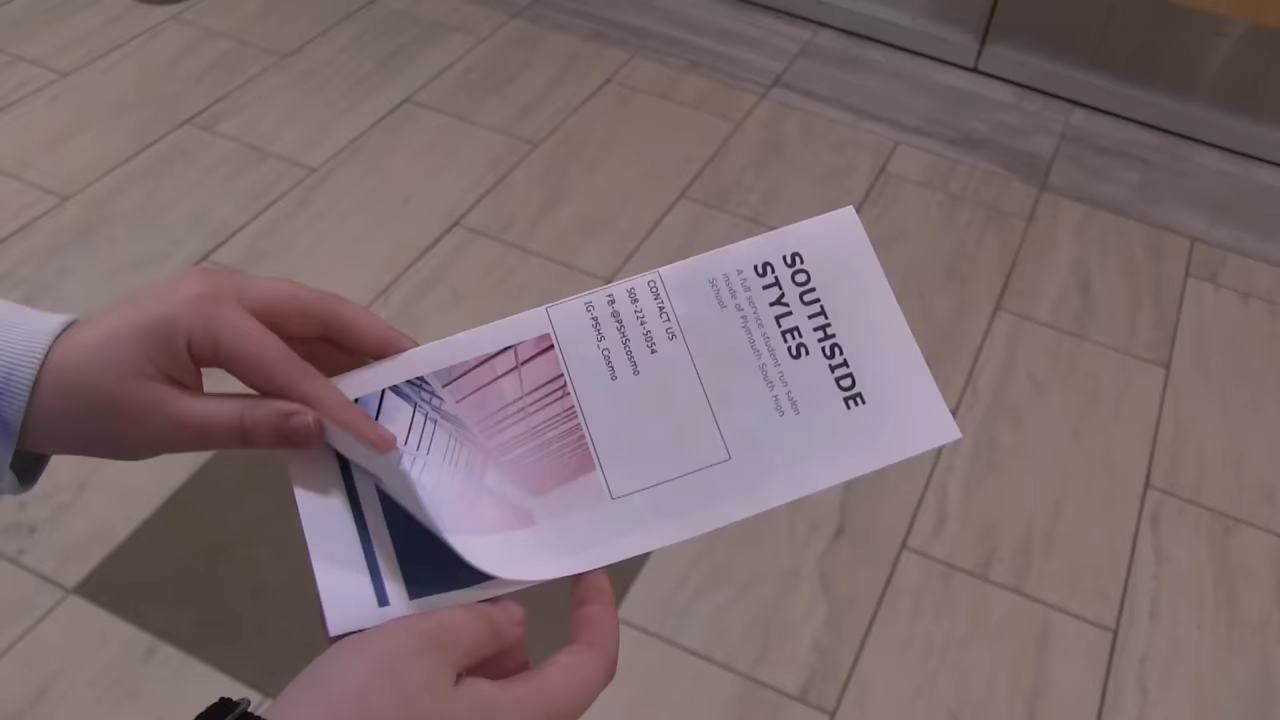 SOUTHSIDE
STYLES
A full service student run salon
inside of Plymouth South High
School.
CONTACT US
508-224-5054
FB-@PSHScosmo
IG-PSHS_Cosmo